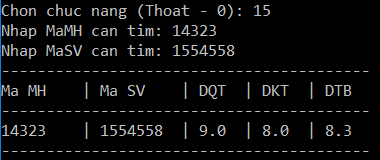 Chon chuc nang (Thoat - 0): 15
Nhap MaMH can tim: 14323
Nhap MaSV can tim: 1554558
----------------------------------------------
Ma MH | Ma SV | DQT | DKT | DTB
----------------------------------------------
14323 | 1554558 | 9.0 | 8.0 | 8.3
----------------------------------------------